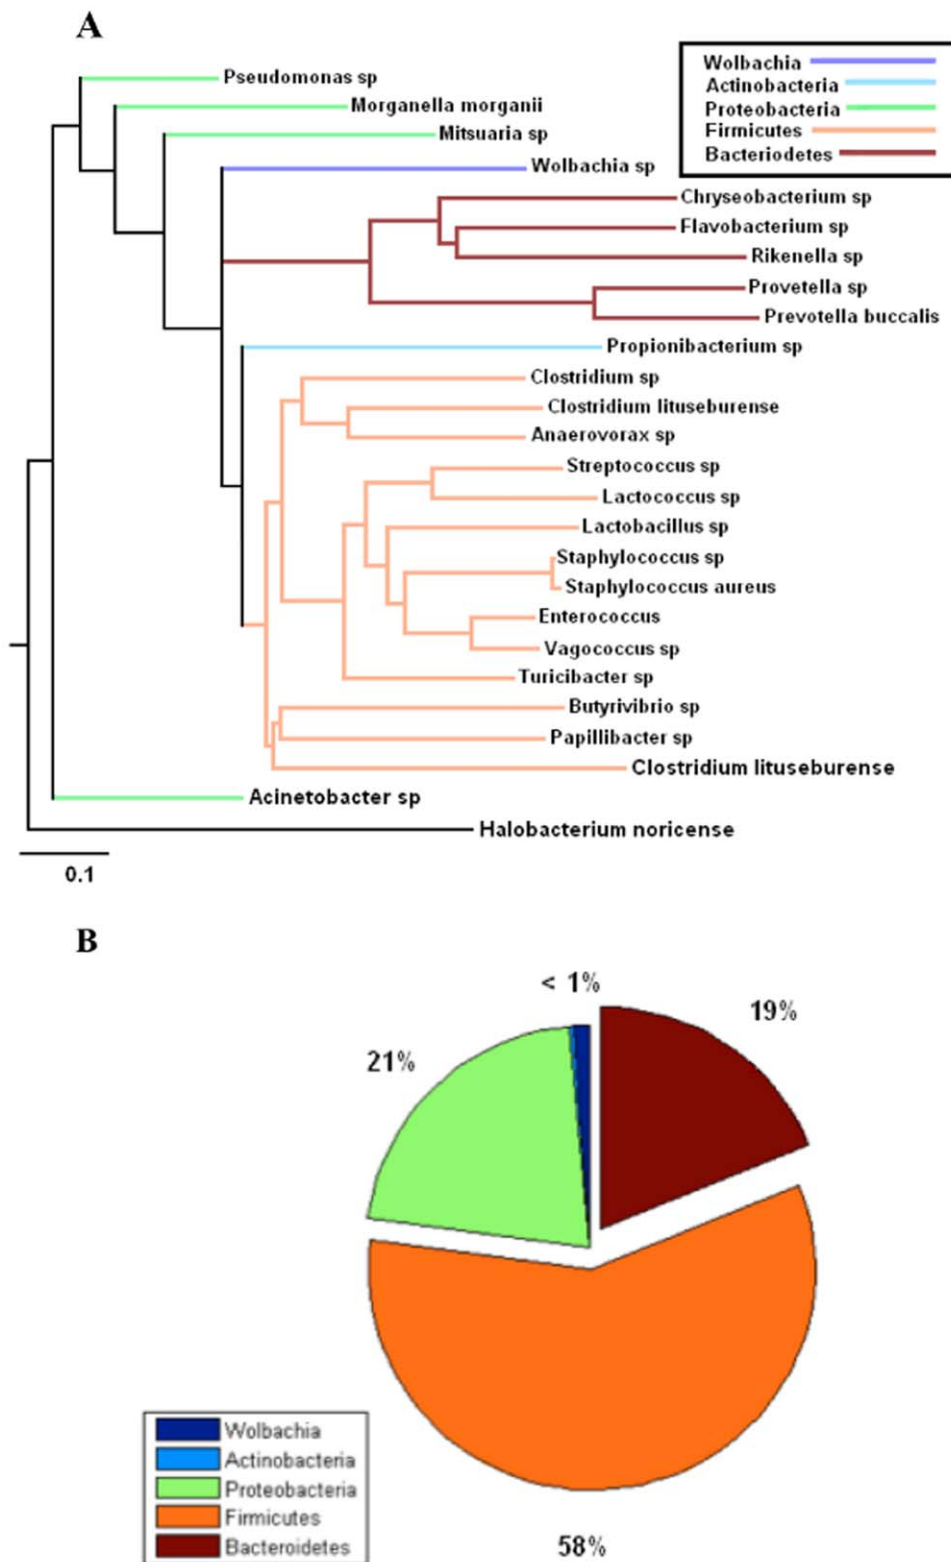 A
Pseudomonas sp
Morganella morganii
Mitsuaria sp
Wolbachia sp
Chryseobacterium sp
Flavobacterium sp
Rikenella sp
Provetella sp
Prevotella buccalis
Propionibacterium sp
Clostridium sp
Clostridium lituseburense
Anaerovorax sp
Streptococcus sp
Lactococcus sp
Lactobacillus sp
Staphylococcus sp
Staphylococcus aureus
Enterococcus
Vagococcus sp
Turicibacter sp
Butyrivibrio sp
Papillibacter sp
Clostridium lituseburense
Acinetobacter sp
Halobacterium noricense
0.1
Wolbachia
Actinobacteria
Proteobacteria
Firmicutes
Bacteriodetes
B
< 1%
19%
21%
58%
Wolbachia
Actinobacteria
Proteobacteria
Firmicutes
Bacteroidetes